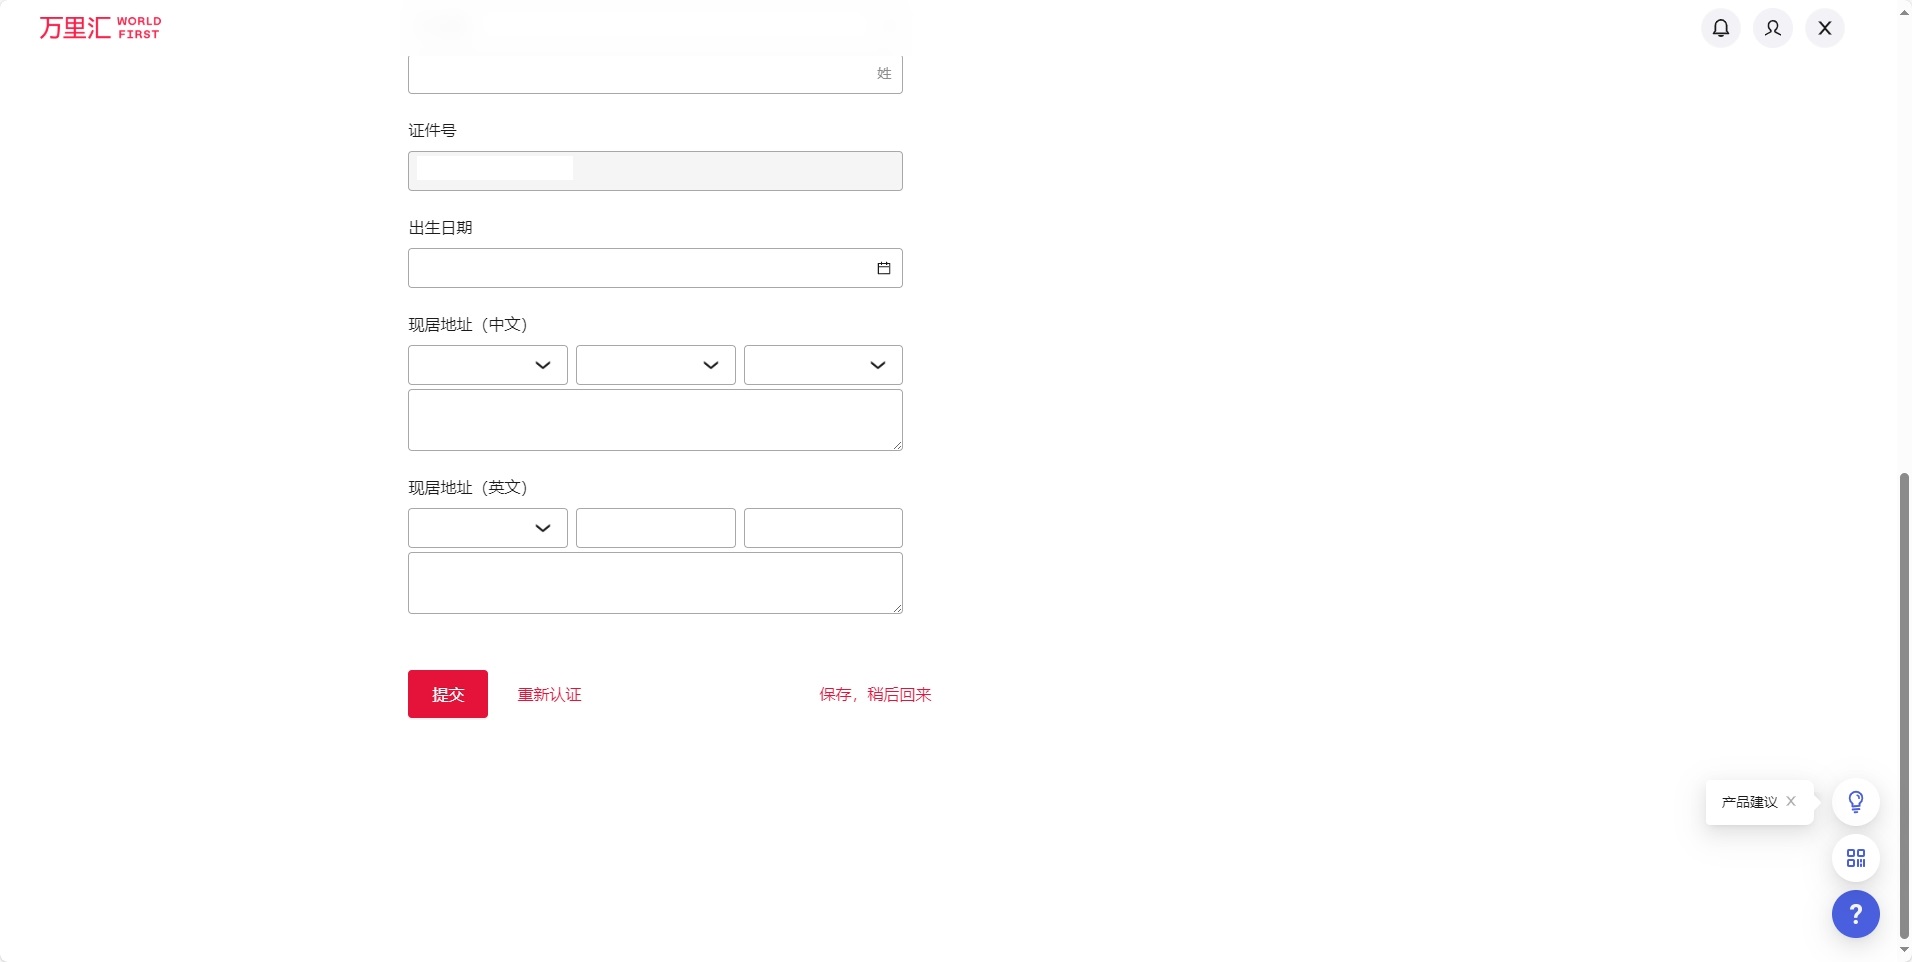 万里汇 WORLD FIRST
姓
证件号
出生日期
现居地址（中文）
现居地址（英文）
提交 重新认证 保存，稍后回来
产品建议